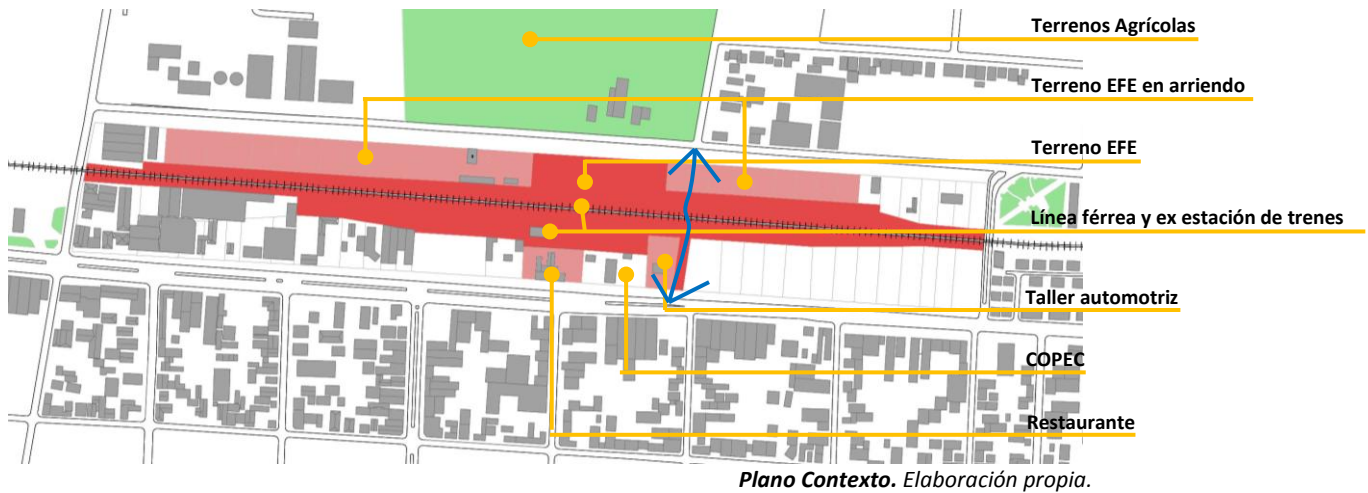 Terrenos Agrícolas
Terreno EFE en arriendo
Terreno EFE
Línea férrea y ex estación de trenes
Taller automotriz
COPEC
Restaurante
Plano Contexto. Elaboración propia.